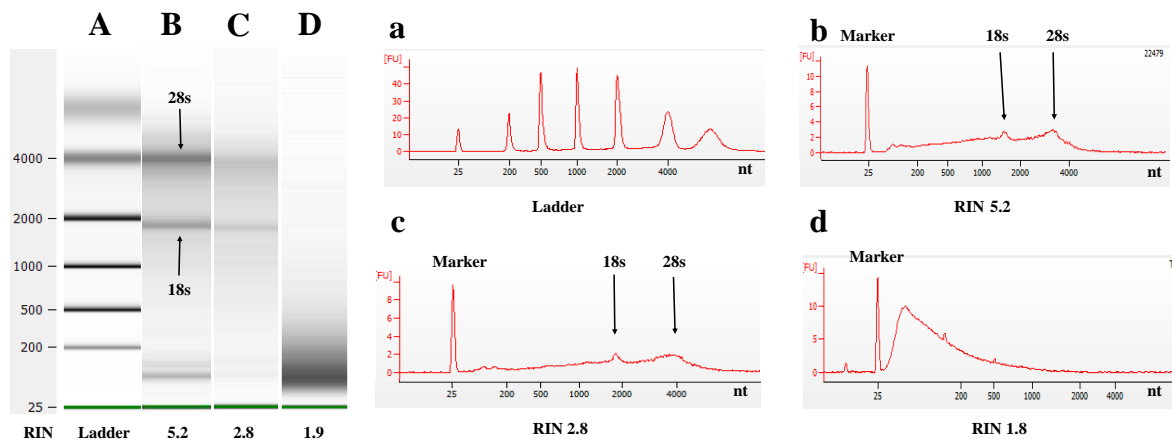 A B C D
28s
4000
2000
18s
1000
500
200
25
RIN Ladder 5.2 2.8 1.9
a
[FU]
40
30
20
10
0
25 200 500 1000 2000 4000 nt
Ladder
b
Marker 18s 28s
[FU] 22479
10
8
6
4
2
0
25 200 500 1000 2000 4000
nt
RIN 5.2
c
Marker 18s 28s
[FU]
8
6
4
2
0
25 200 500 1000 2000 4000
nt
RIN 2.8
d
Marker
[FU]
10
5
0
25 200 500 1000 2000 4000
nt
RIN 1.8